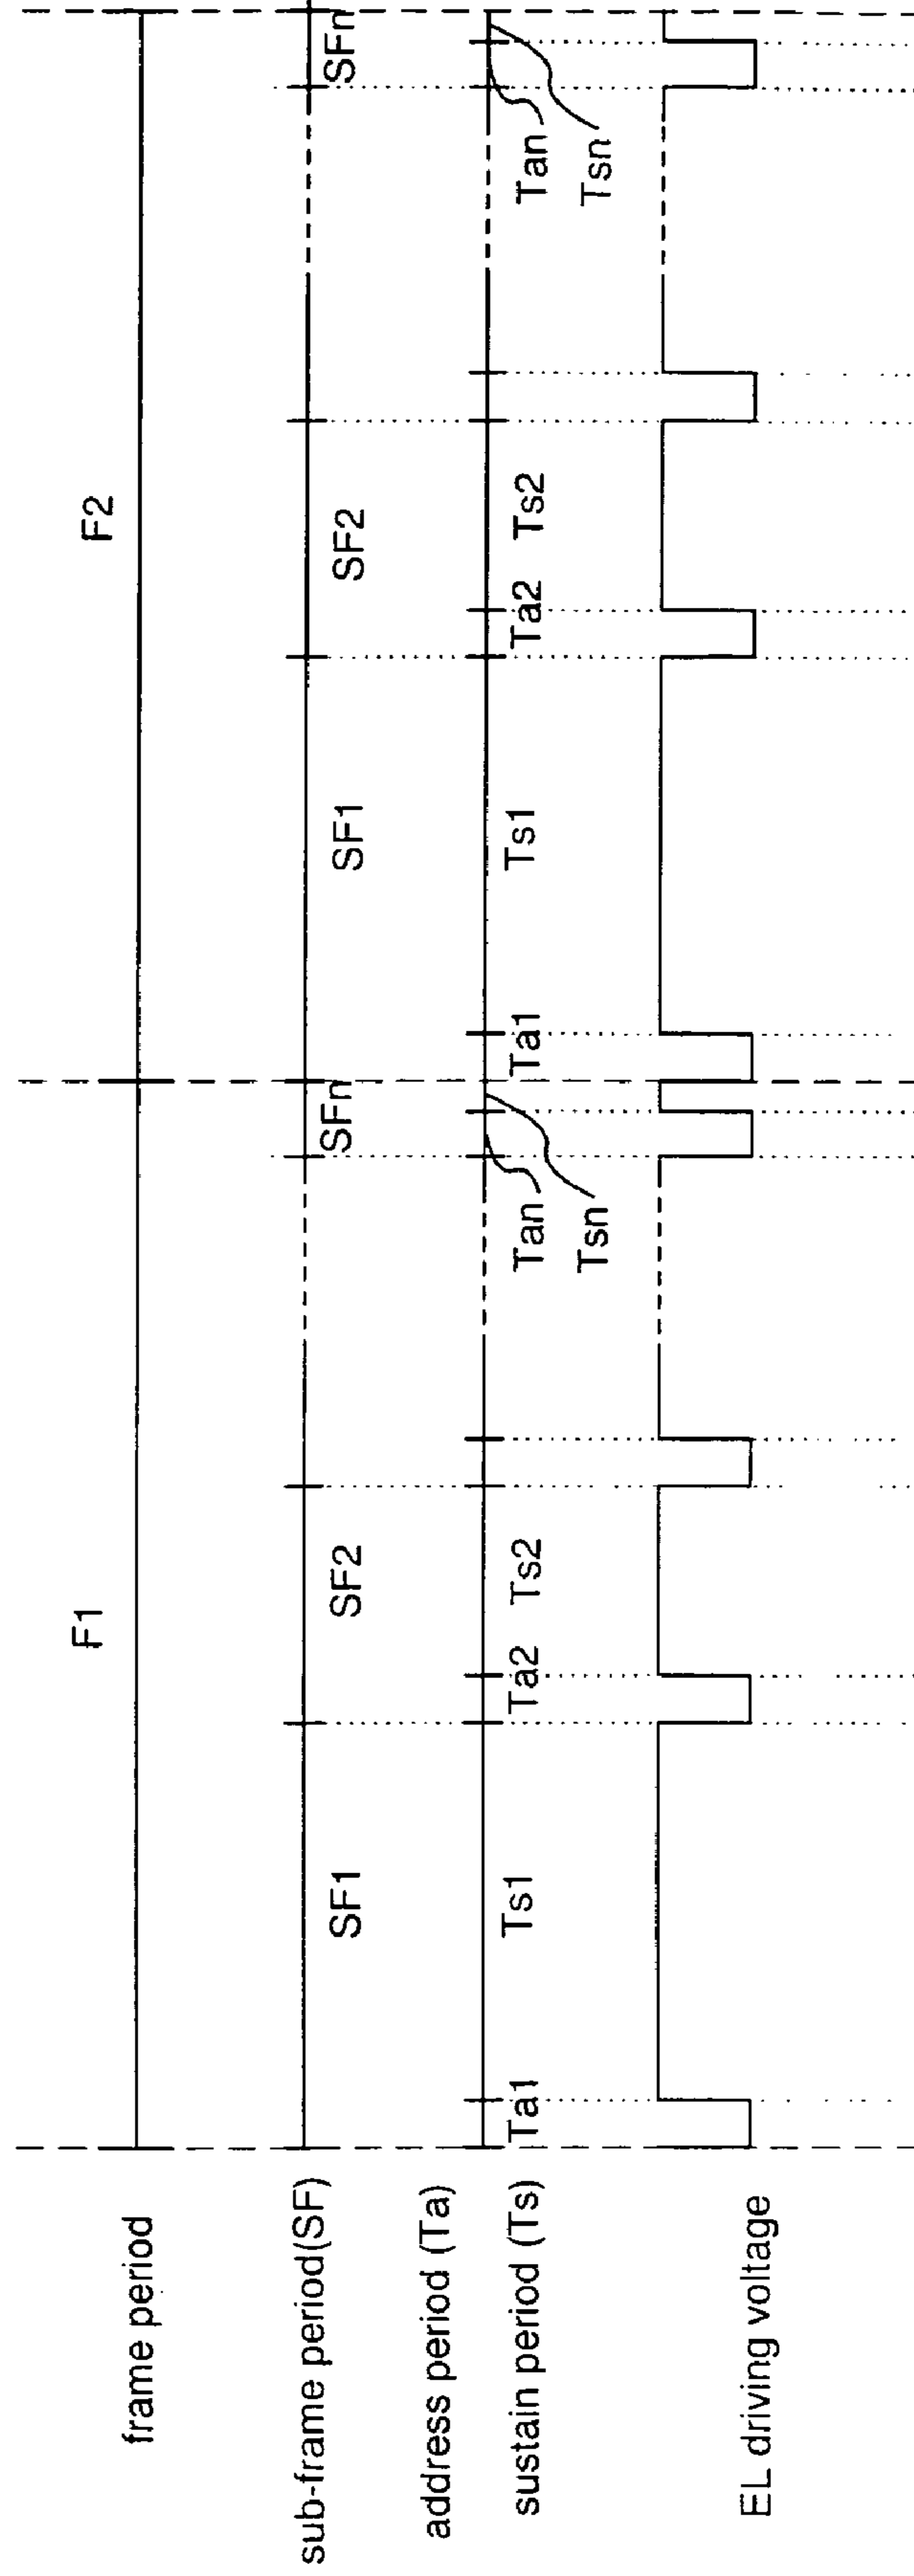 F1
F2
frame period
sub-frame period(SF)
SF1
SF2
SFn
SF1
SF2
SFn
address period (Ta)
sustain period (Ts)
Ta1
Ts1
Ta2
Ts2
Tan
Tsn
Ta1
Ts1
Ta2
Ts2
Tan
Tsn
EL driving voltage